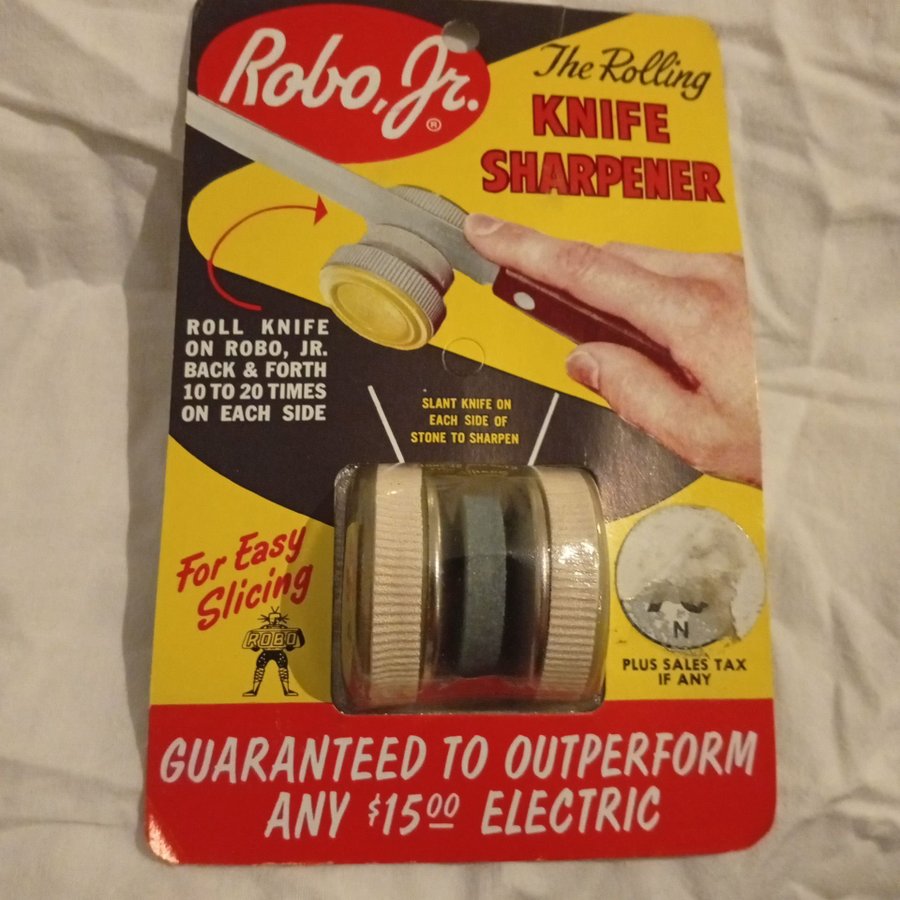 Robo, Jr.
®
The Rolling
KNIFE
SHARPENER
ROLL KNIFE
ON ROBO, JR.
BACK & FORTH
10 TO 20 TIMES
ON EACH SIDE
SLANT KNIFE ON
EACH SIDE OF
STONE TO SHARPEN
For Easy
Slicing
ROBO
N
PLUS SALES TAX
IF ANY
GUARANTEED TO OUTPERFORM
ANY $15.00 ELECTRIC